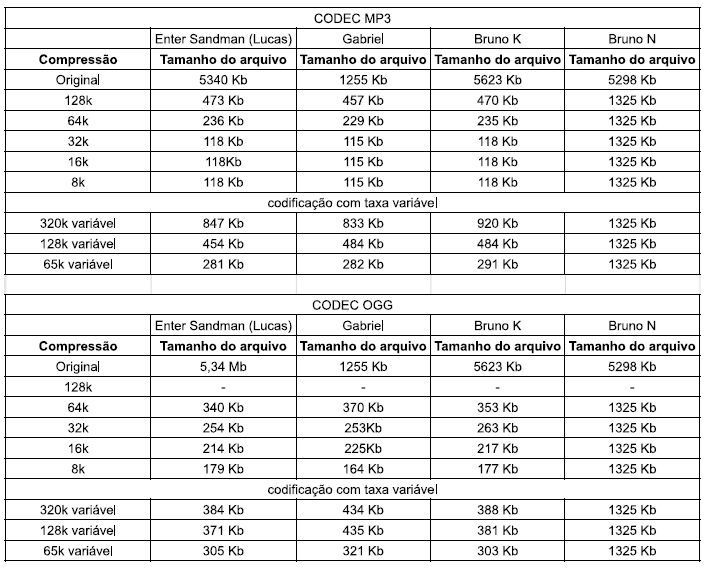 CODEC MP3
Enter Sandman (Lucas) Gabriel Bruno K Bruno N
Compressão Tamanho do arquivo Tamanho do arquivo Tamanho do arquivo Tamanho do arquivo
Original 5340 Kb 1255 Kb 5623 Kb 5298 Kb
128k 473 Kb 457 Kb 470 Kb 1325 Kb
64k 236 Kb 229 Kb 235 Kb 1325 Kb
32k 118 Kb 115 Kb 118 Kb 1325 Kb
16k 118Kb 115 Kb 118 Kb 1325 Kb
8k 118 Kb 115 Kb 118 Kb 1325 Kb
codificação com taxa variável
320k variável 847 Kb 833 Kb 920 Kb 1325 Kb
128k variável 454 Kb 484 Kb 484 Kb 1325 Kb
65k variável 281 Kb 282 Kb 291 Kb 1325 Kb
CODEC OGG
Enter Sandman (Lucas) Gabriel Bruno K Bruno N
Compressão Tamanho do arquivo Tamanho do arquivo Tamanho do arquivo Tamanho do arquivo
Original 5,34 Mb 1255 Kb 5623 Kb 5298 Kb
128k - - - -
64k 340 Kb 370 Kb 353 Kb 1325 Kb
32k 254 Kb 253Kb 263 Kb 1325 Kb
16k 214 Kb 225Kb 217 Kb 1325 Kb
8k 179 Kb 164 Kb 177 Kb 1325 Kb
codificação com taxa variável
320k variável 384 Kb 434 Kb 388 Kb 1325 Kb
128k variável 371 Kb 435 Kb 381 Kb 1325 Kb
65k variável 305 Kb 321 Kb 303 Kb 1325 Kb